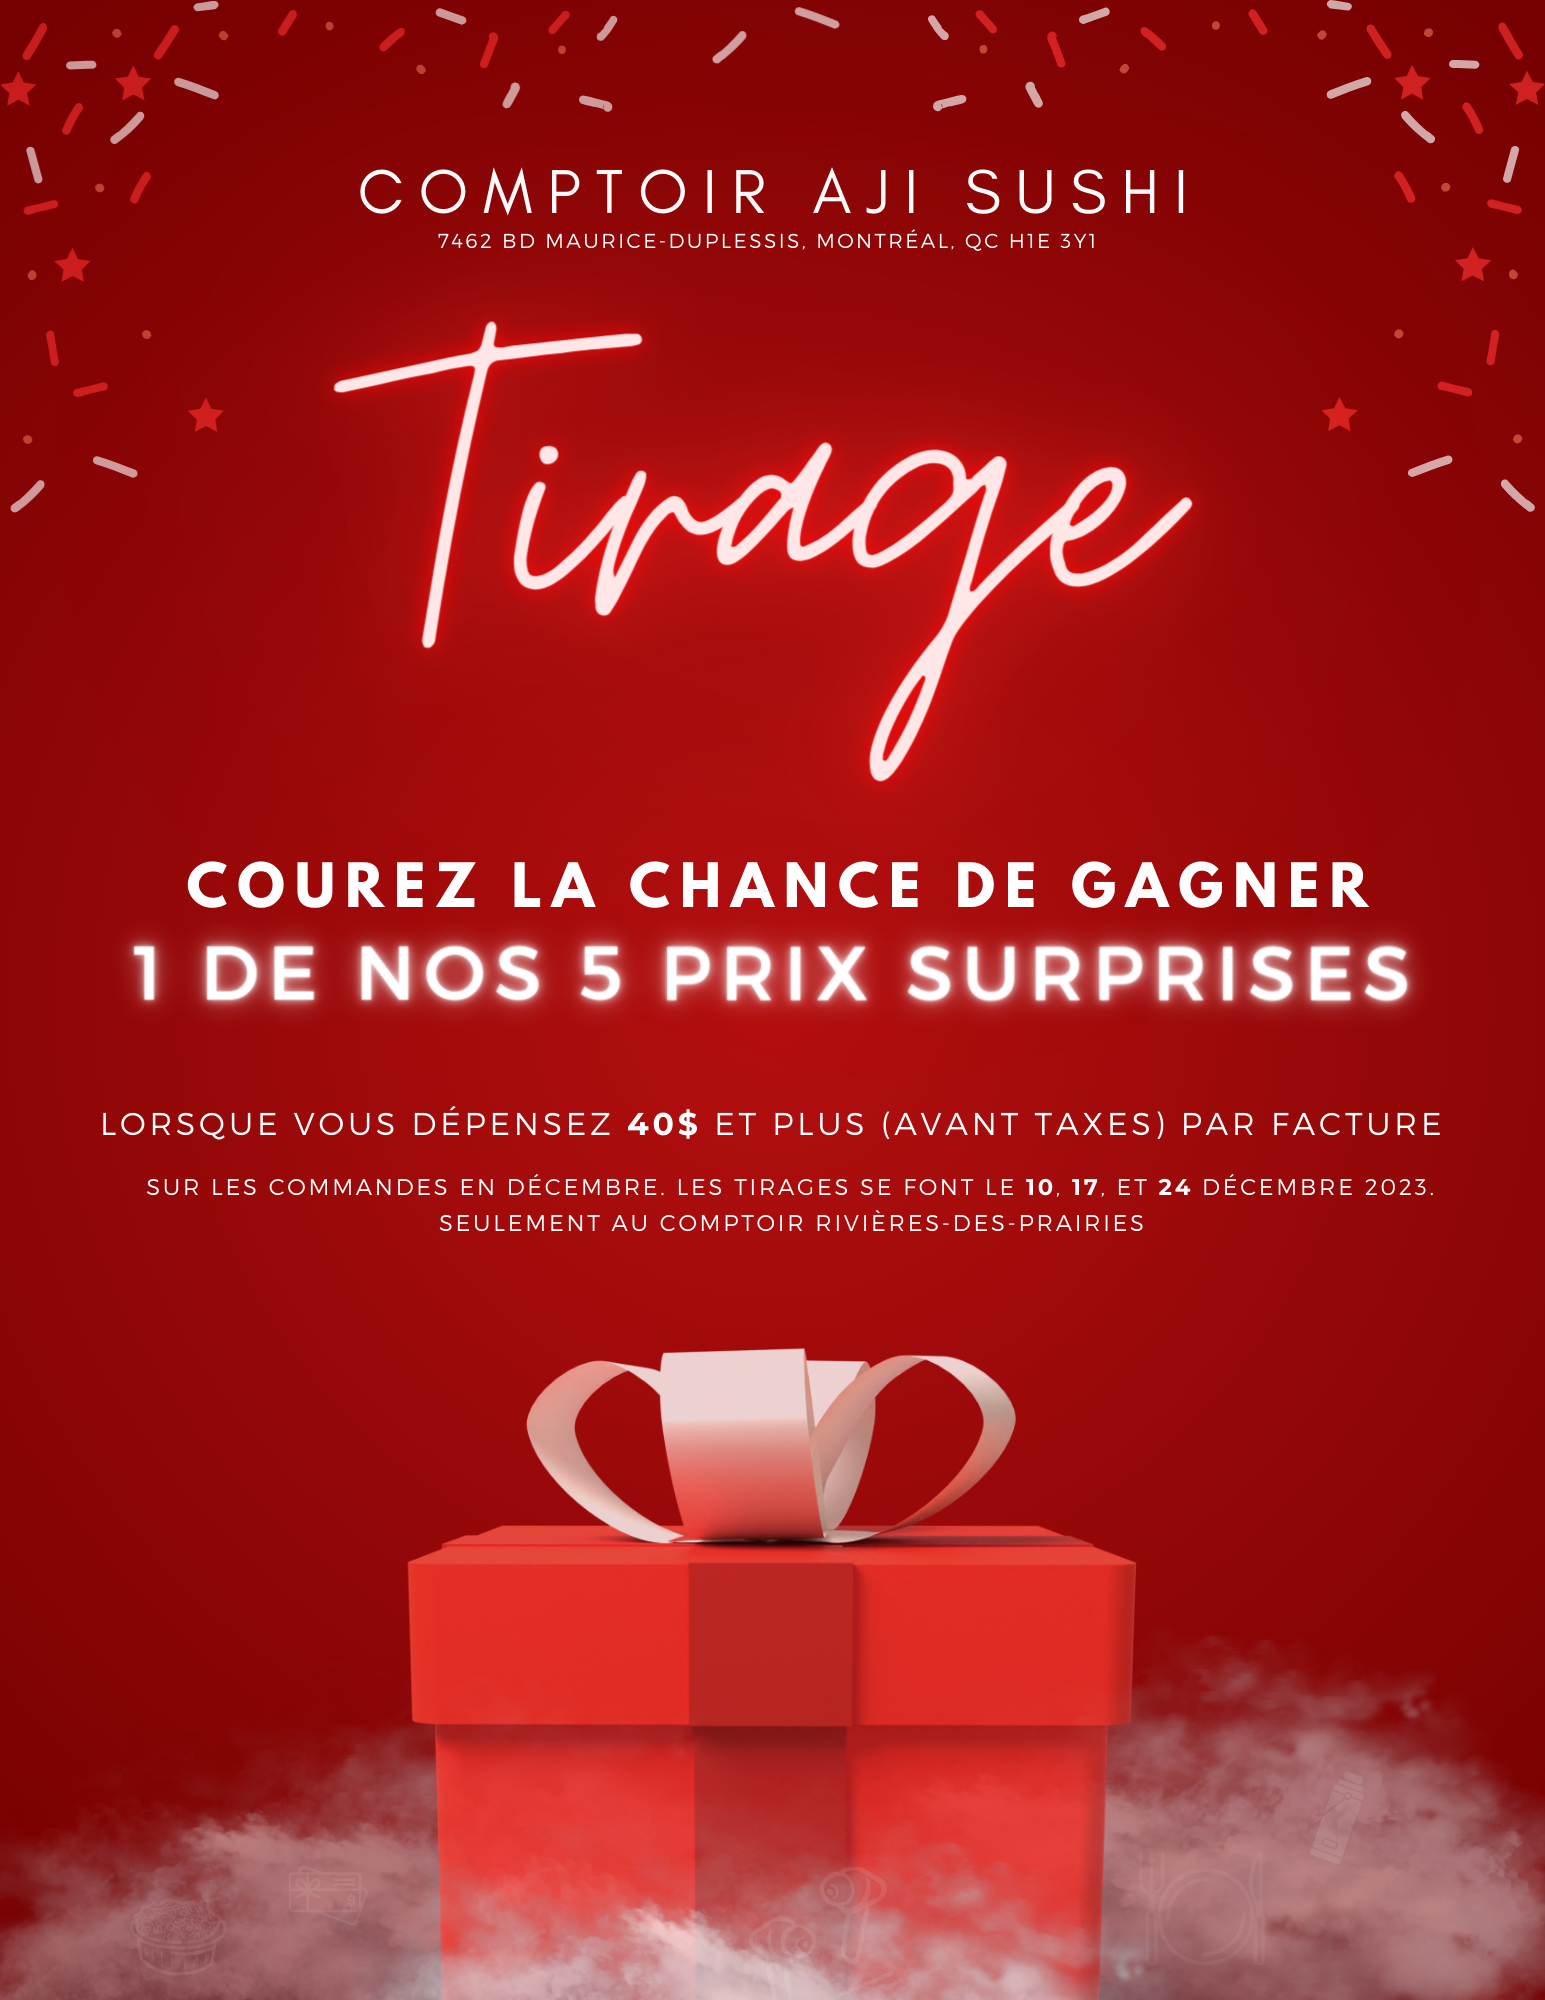 COMPTOIR AJI SUSHI
7462 BD MAURICE-DUPLESSIS, MONTRÉAL, QC H1E 3Y1
Tirage
COUREZ LA CHANCE DE GAGNER
1 DE NOS 5 PRIX SURPRISES
LORSQUE VOUS DÉPENSEZ 40$ ET PLUS (AVANT TAXES) PAR FACTURE
SUR LES COMMANDES EN DÉCEMBRE. LES TIRAGES SE FONT LE 10, 17, ET 24 DÉCEMBRE 2023.
SEULEMENT AU COMPTOIR RIVIÈRES-DES-PRAIRIES